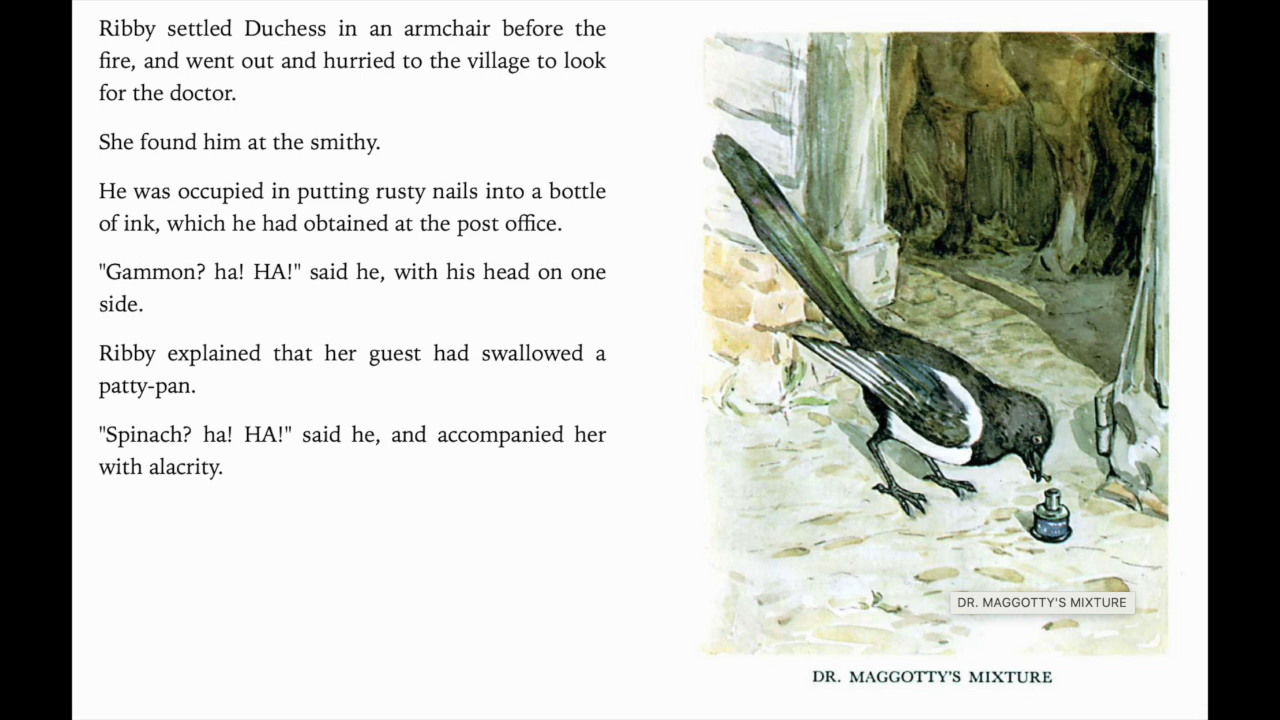 Ribby settled Duchess in an armchair before the
fire, and went out and hurried to the village to look
for the doctor.
She found him at the smithy.
He was occupied in putting rusty nails into a bottle
of ink, which he had obtained at the post office.
"Gammon? ha! HA!" said he, with his head on one
side.
Ribby explained that her guest had swallowed a
patty-pan.
"Spinach? ha! HA!" said he, and accompanied her
with alacrity.
DR. MAGGOTTY'S MIXTURE
DR. MAGGOTTY'S MIXTURE